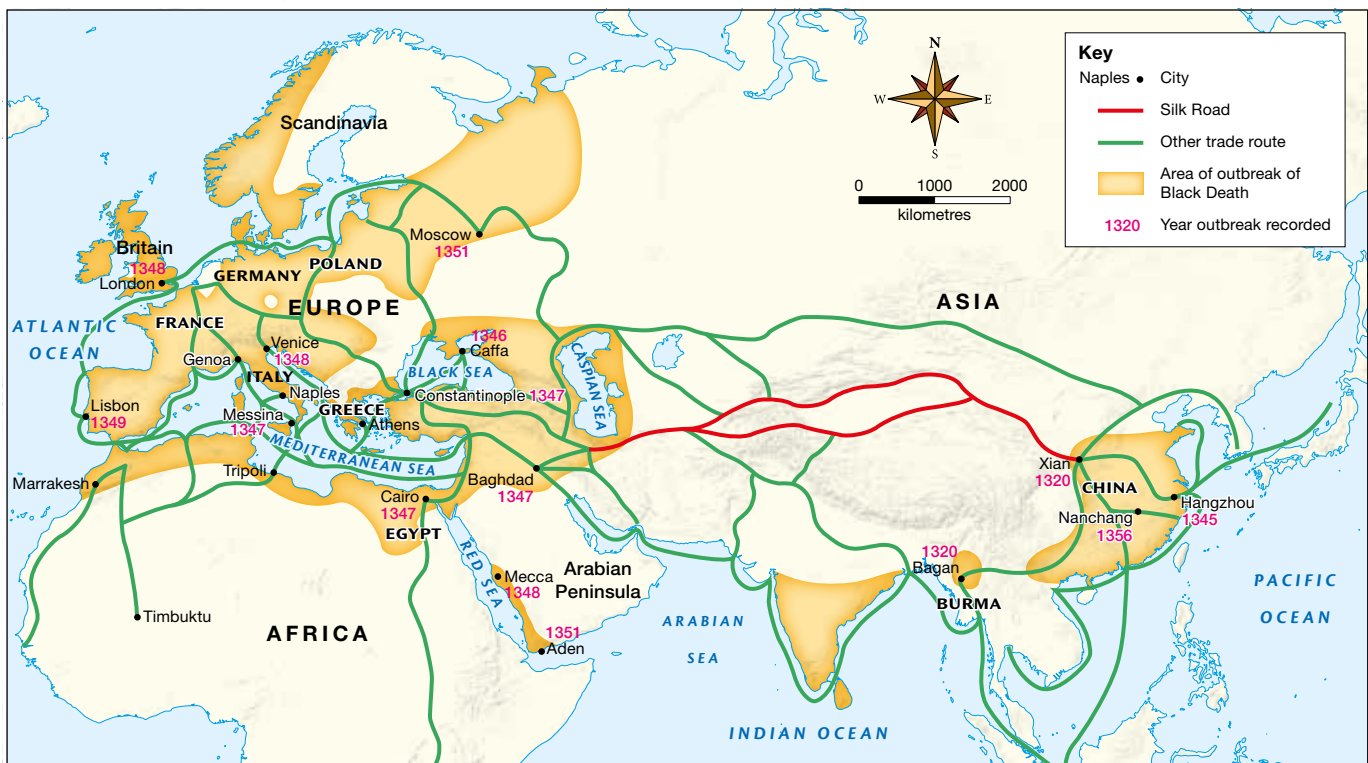 Key
Naples • City
Silk Road
Other trade route
Area of outbreak of
Black Death
1320 Year outbreak recorded
N
W E
S
0 1000 2000
kilometres
Scandinavia
Britain
1348
London
Moscow
1351
POLAND
GERMANY
EUROPE
ASIA
ATLANTIC
OCEAN
FRANCE
Venice
1348
Genoa
ITALY
Naples
1346
Caffa
BLACK SEA
CASPIAN SEA
Constantinople 1347
Lisbon
1349
Messina
1347
GREECE
Athens
MEDITERRANEAN SEA
Tripoli
Marrakesh
Cairo
1347
EGYPT
Baghdad
1347
Xian
1320
CHINA
Hangzhou
1345
Nanchang
1356
RED SEA
Mecca
1348
Arabian
Peninsula
1320
Bagan
BURMA
Timbuktu
AFRICA
1351
Aden
ARABIAN
SEA
PACIFIC
OCEAN
INDIAN OCEAN